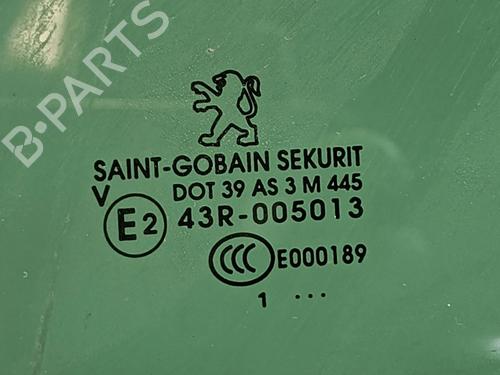 B-PARTS
SAINT-GOBAIN SEKURIT
V DOT 39 AS 3 M 445
E2 43R-005013
CCC E000189
1 ...